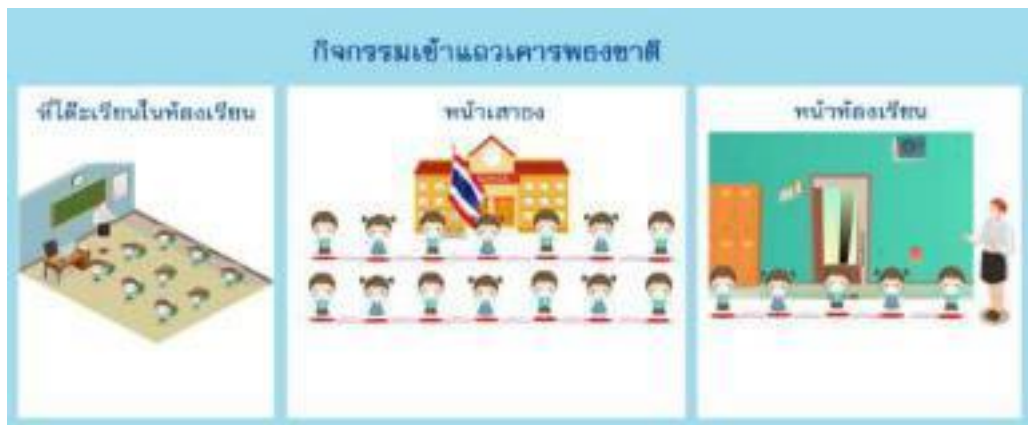 กิจกรรมเข้าแถวเคารพธงชาติ
ที่โต๊ะเรียนในห้องเรียน
หน้าเสาธง
หน้าห้องเรียน